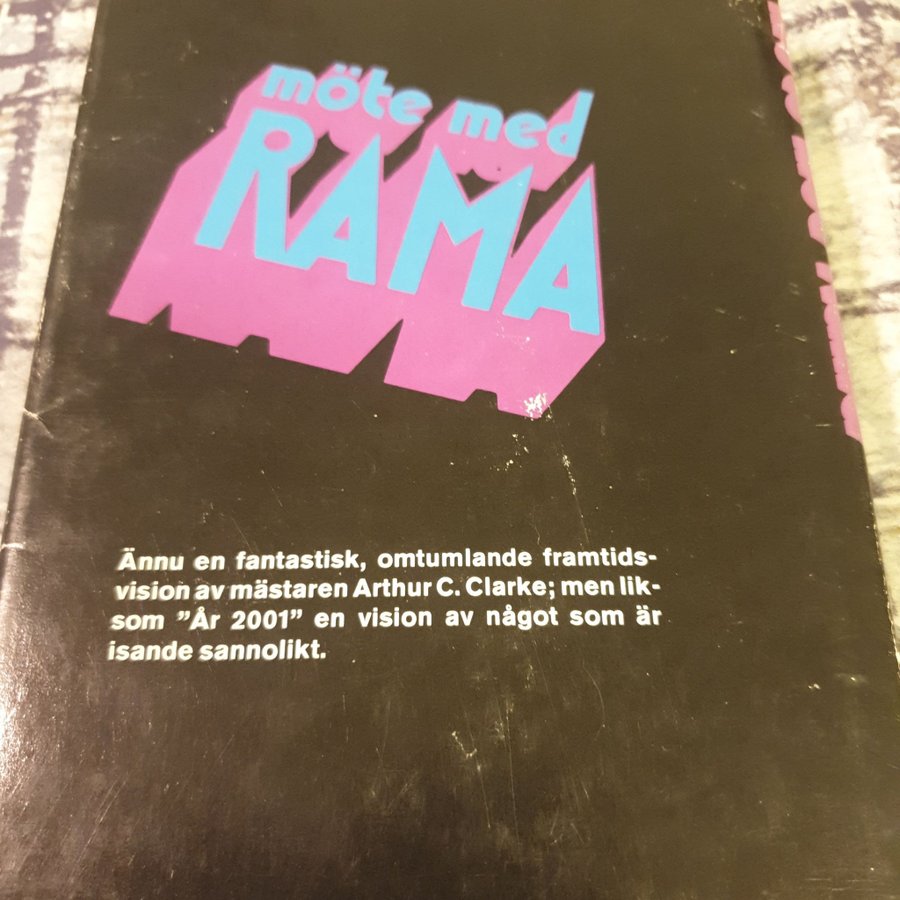 möte med
RAMA
Ännu en fantastisk, omtumlande framtids-
vision av mästaren Arthur C. Clarke; men lik-
som ”År 2001” en vision av något som är
isande sannolikt.